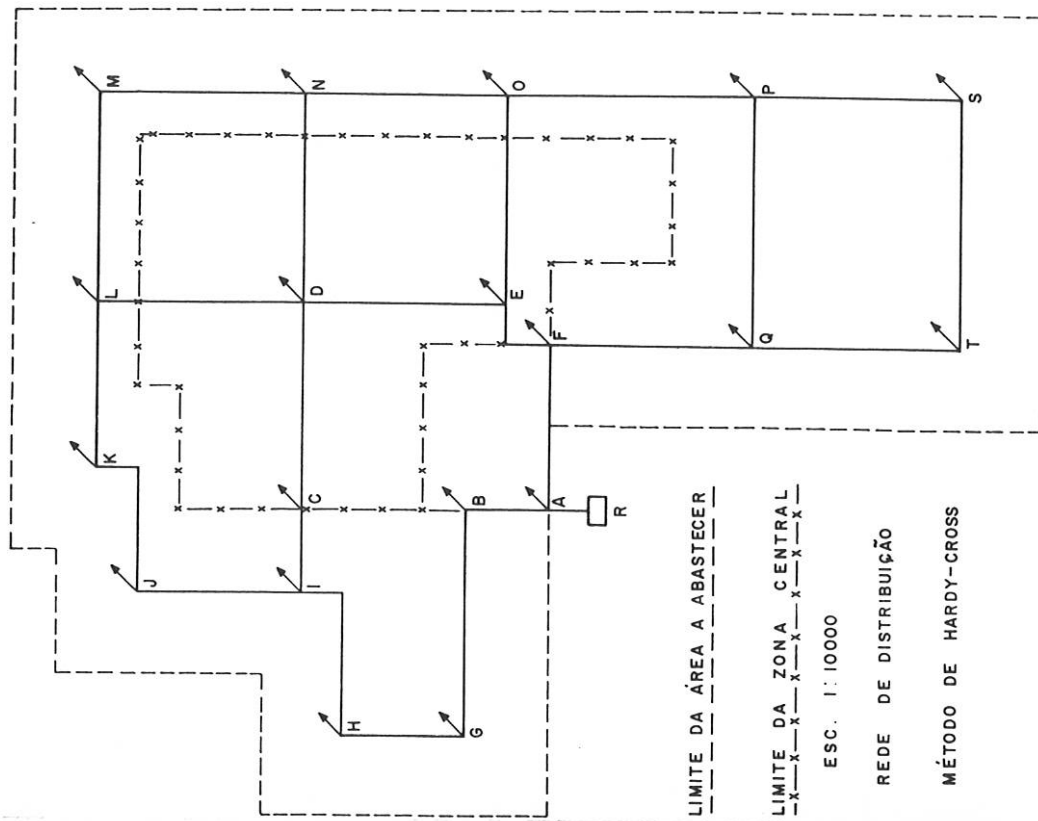 M
N
O
P
S
L
D
E
F
Q
T
K
C
B
A
R
J
I
H
G
LIMITE DA ÁREA A ABASTECER
LIMITE DA ZONA CENTRAL
ESC. 1:10000
REDE DE DISTRIBUIÇÃO
MÉTODO DE HARDY-CROSS